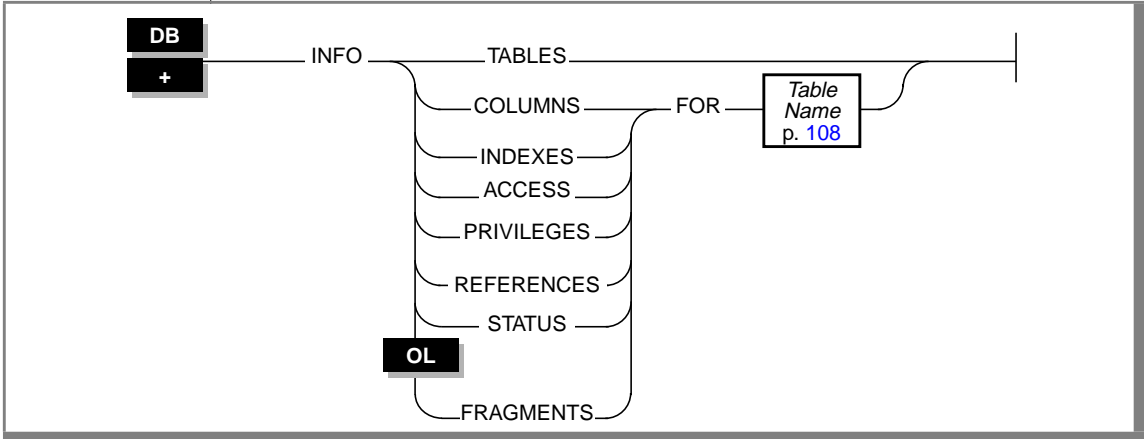 DB
+
INFO
TABLES
COLUMNS
FOR
Table
Name
p. 108
INDEXES
ACCESS
PRIVILEGES
REFERENCES
STATUS
OL
FRAGMENTS